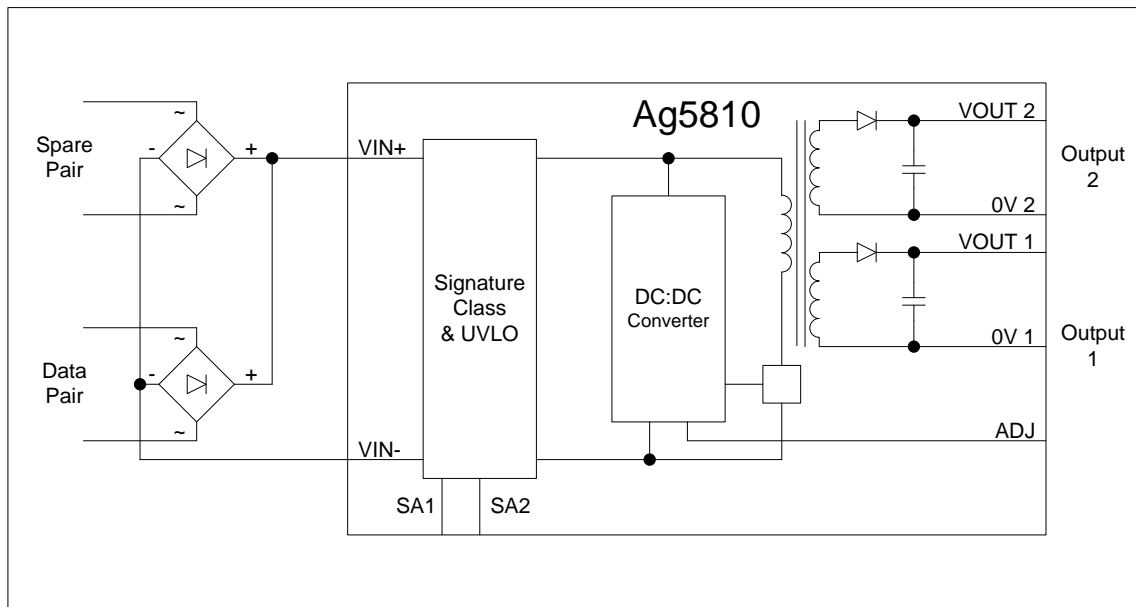 Ag5810
Spare
Pair
~
-
+
~
VIN+
VOUT 2
Output
2
0V 2
VOUT 1
Signature
Class
& UVLO
DC:DC
Converter
Output
1
0V 1
Data
Pair
~
-
+
~
ADJ
VIN-
SA1
SA2